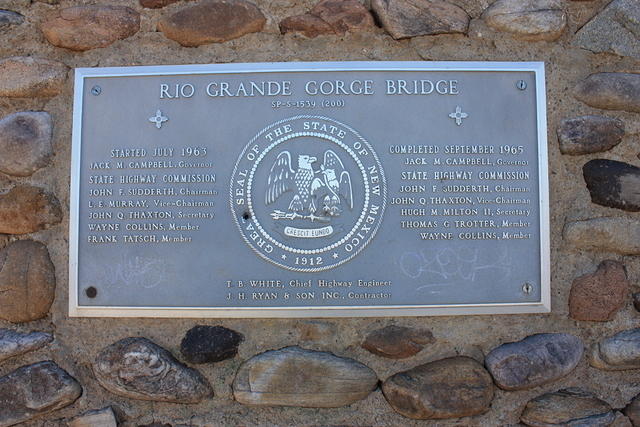 RIO GRANDE GORGE BRIDGE
SP-S-1539 (200)
STARTED JULY 1963
JACK M. CAMPBELL, Governor
STATE HIGHWAY COMMISSION
JOHN F. SUDDERTH, Chairman
L. E. MURRAY, Vice-Chairman
JOHN Q THAXTON, Secretary
WAYNE COLLINS, Member
FRANK TATSCH, Member
GREAT SEAL OF THE STATE OF NEW MEXICO
CRESCIT EUNDO
1912
COMPLETED SEPTEMBER 1965
JACK M. CAMPBELL, Governor
STATE HIGHWAY COMMISSION
JOHN F. SUDDERTH, Chairman
JOHN Q THAXTON, Vice-Chairman
HUGH M. MILTON II, Secretary
THOMAS G. TROTTER, Member
WAYNE COLLINS, Member
T. B. WHITE, Chief Highway Engineer
J. H. RYAN & SON INC., Contractor